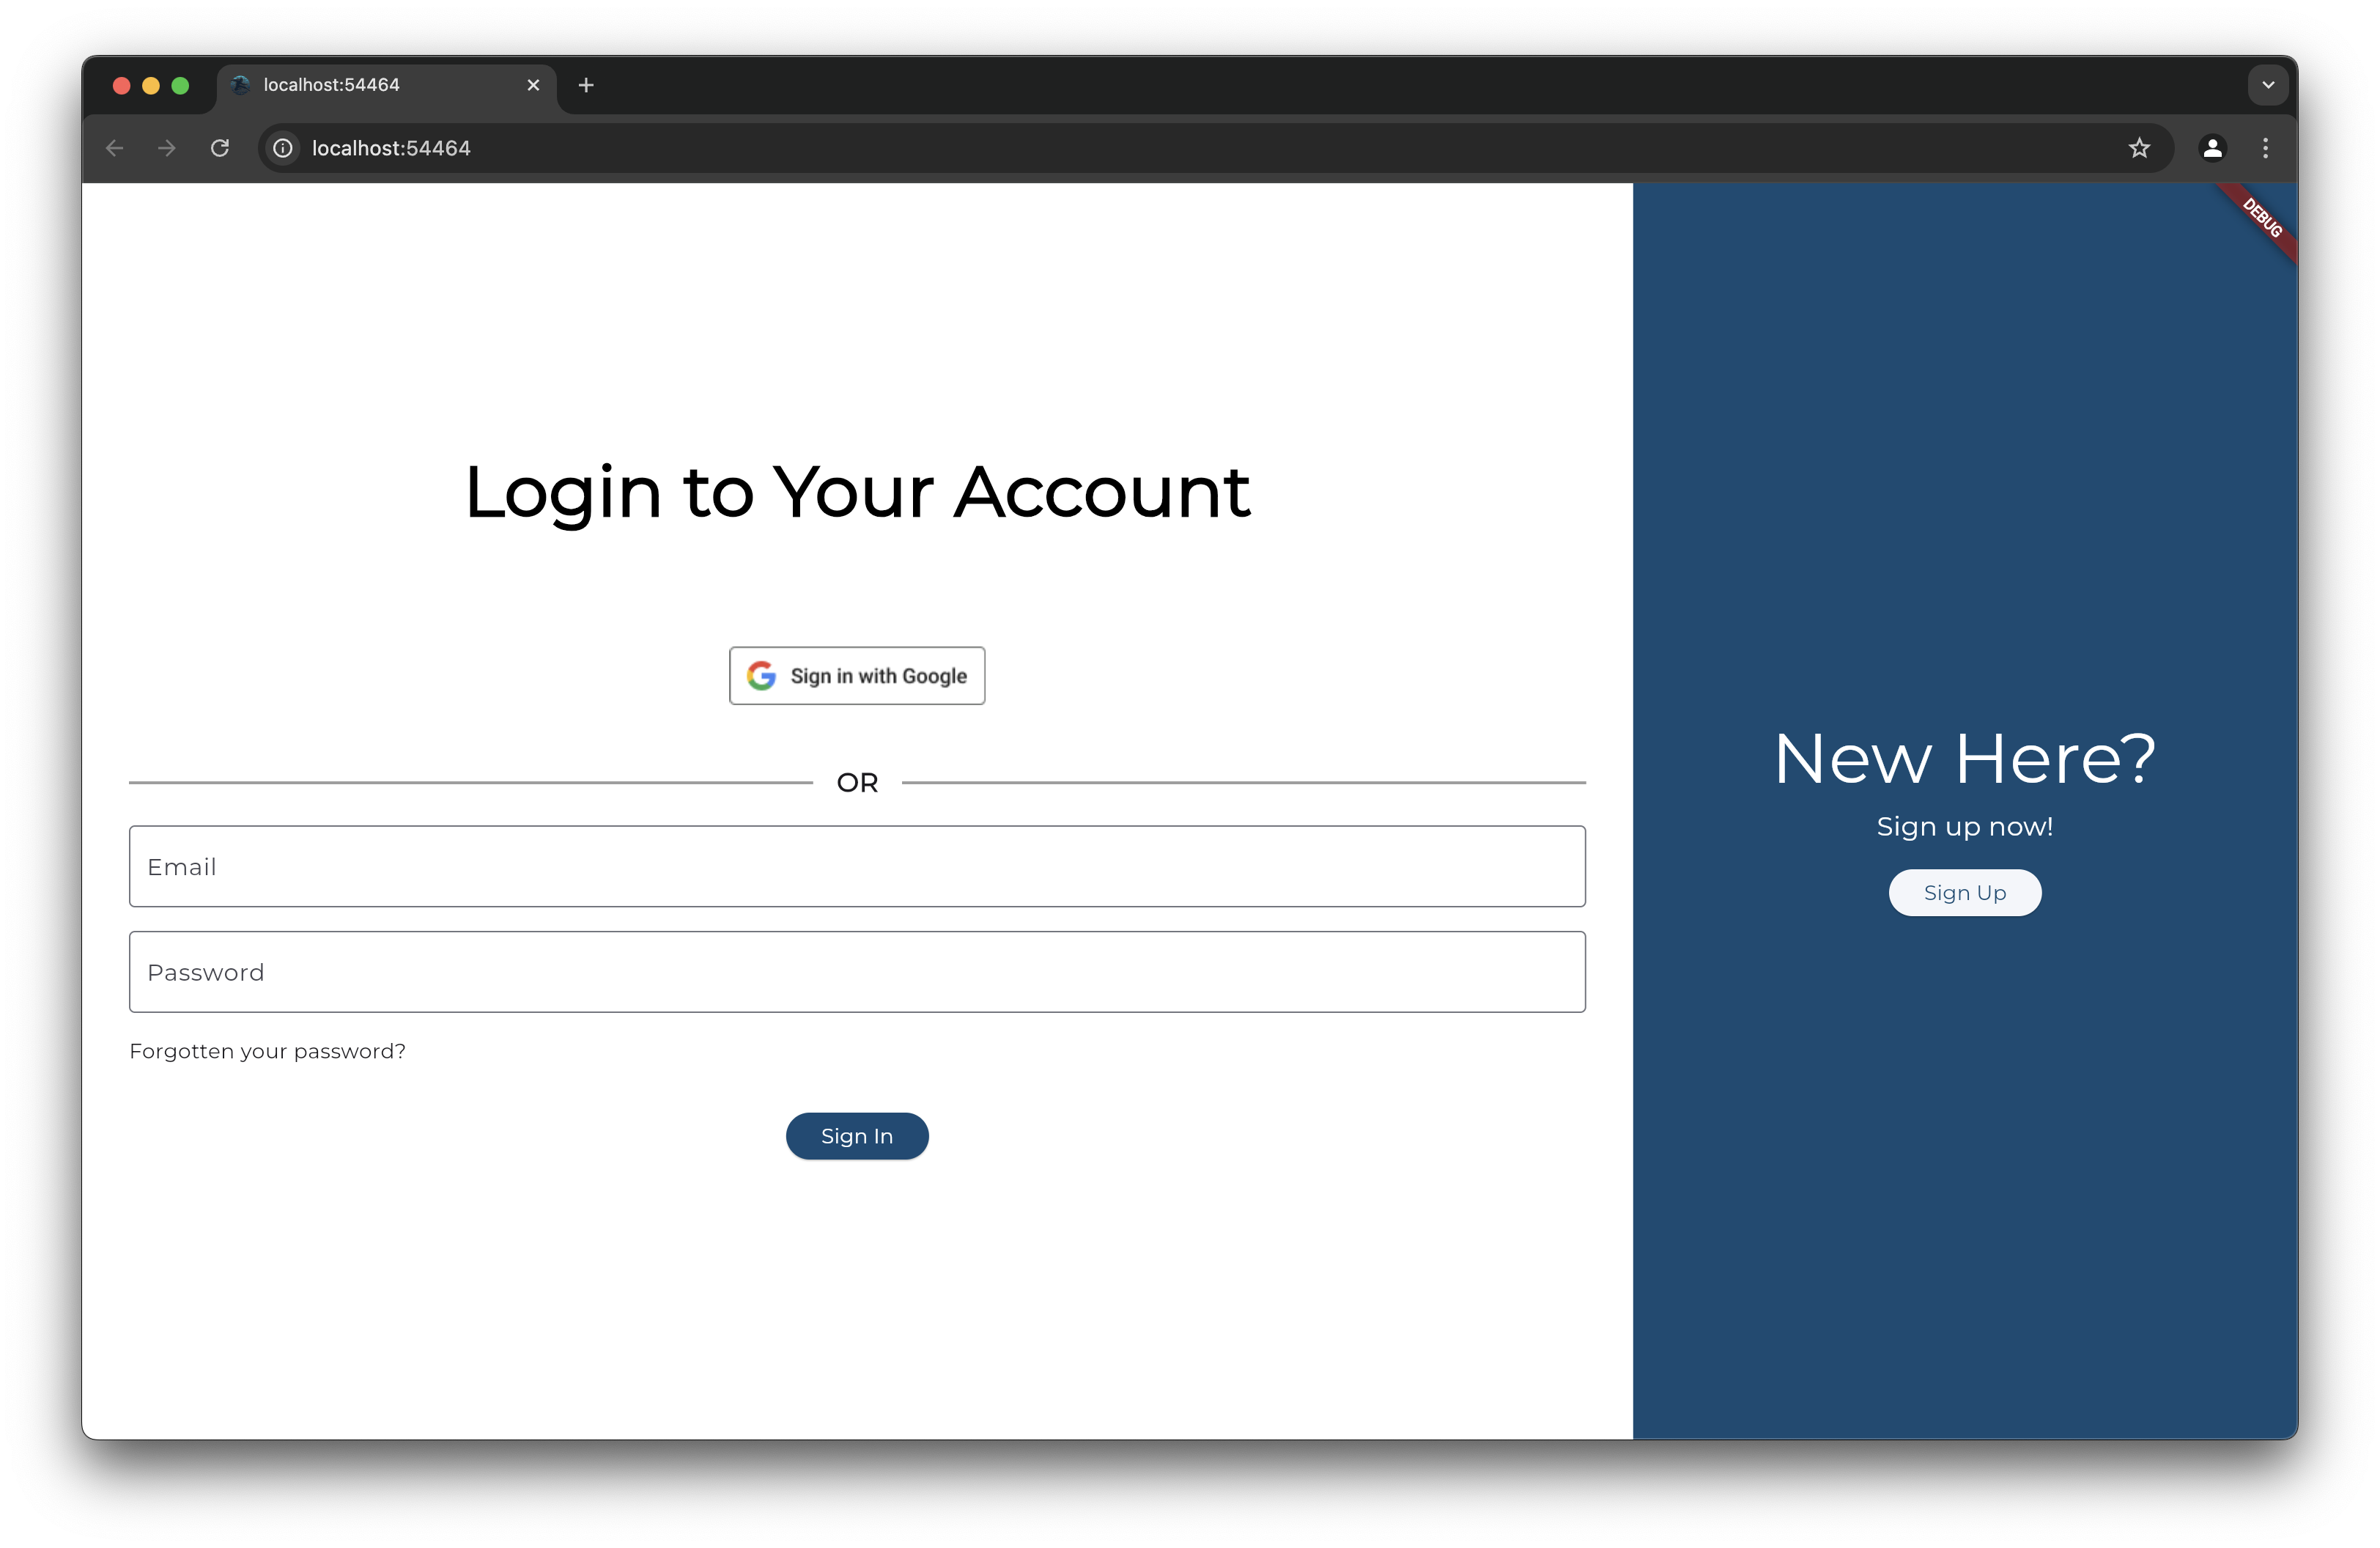 localhost:54464
localhost:54464
DEBUG
Login to Your Account
Sign in with Google
OR
Email
Password
Forgotten your password?
Sign In
New Here?
Sign up now!
Sign Up